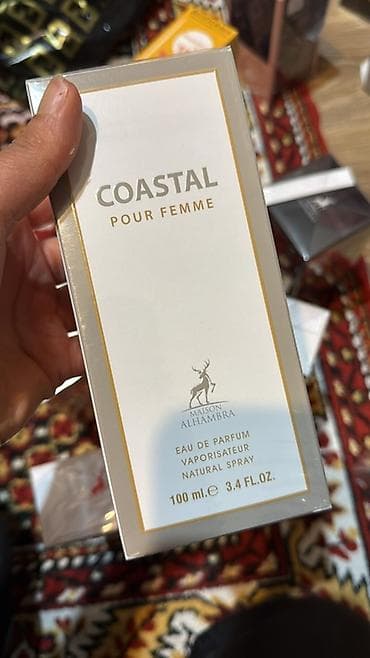 COASTAL
POUR FEMME
MAISON
ALHAMBRA
EAU DE PARFUM
VAPORISATEUR
NATURAL SPRAY
100 ml.℮ 3.4 FL.OZ.